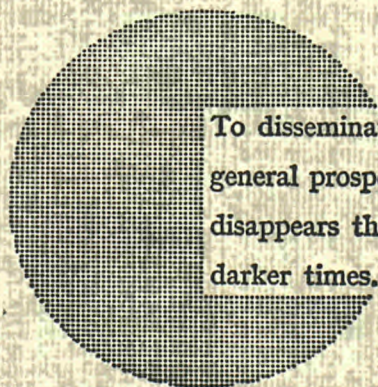 To dissemina
general prosp
disappears th
darker times.